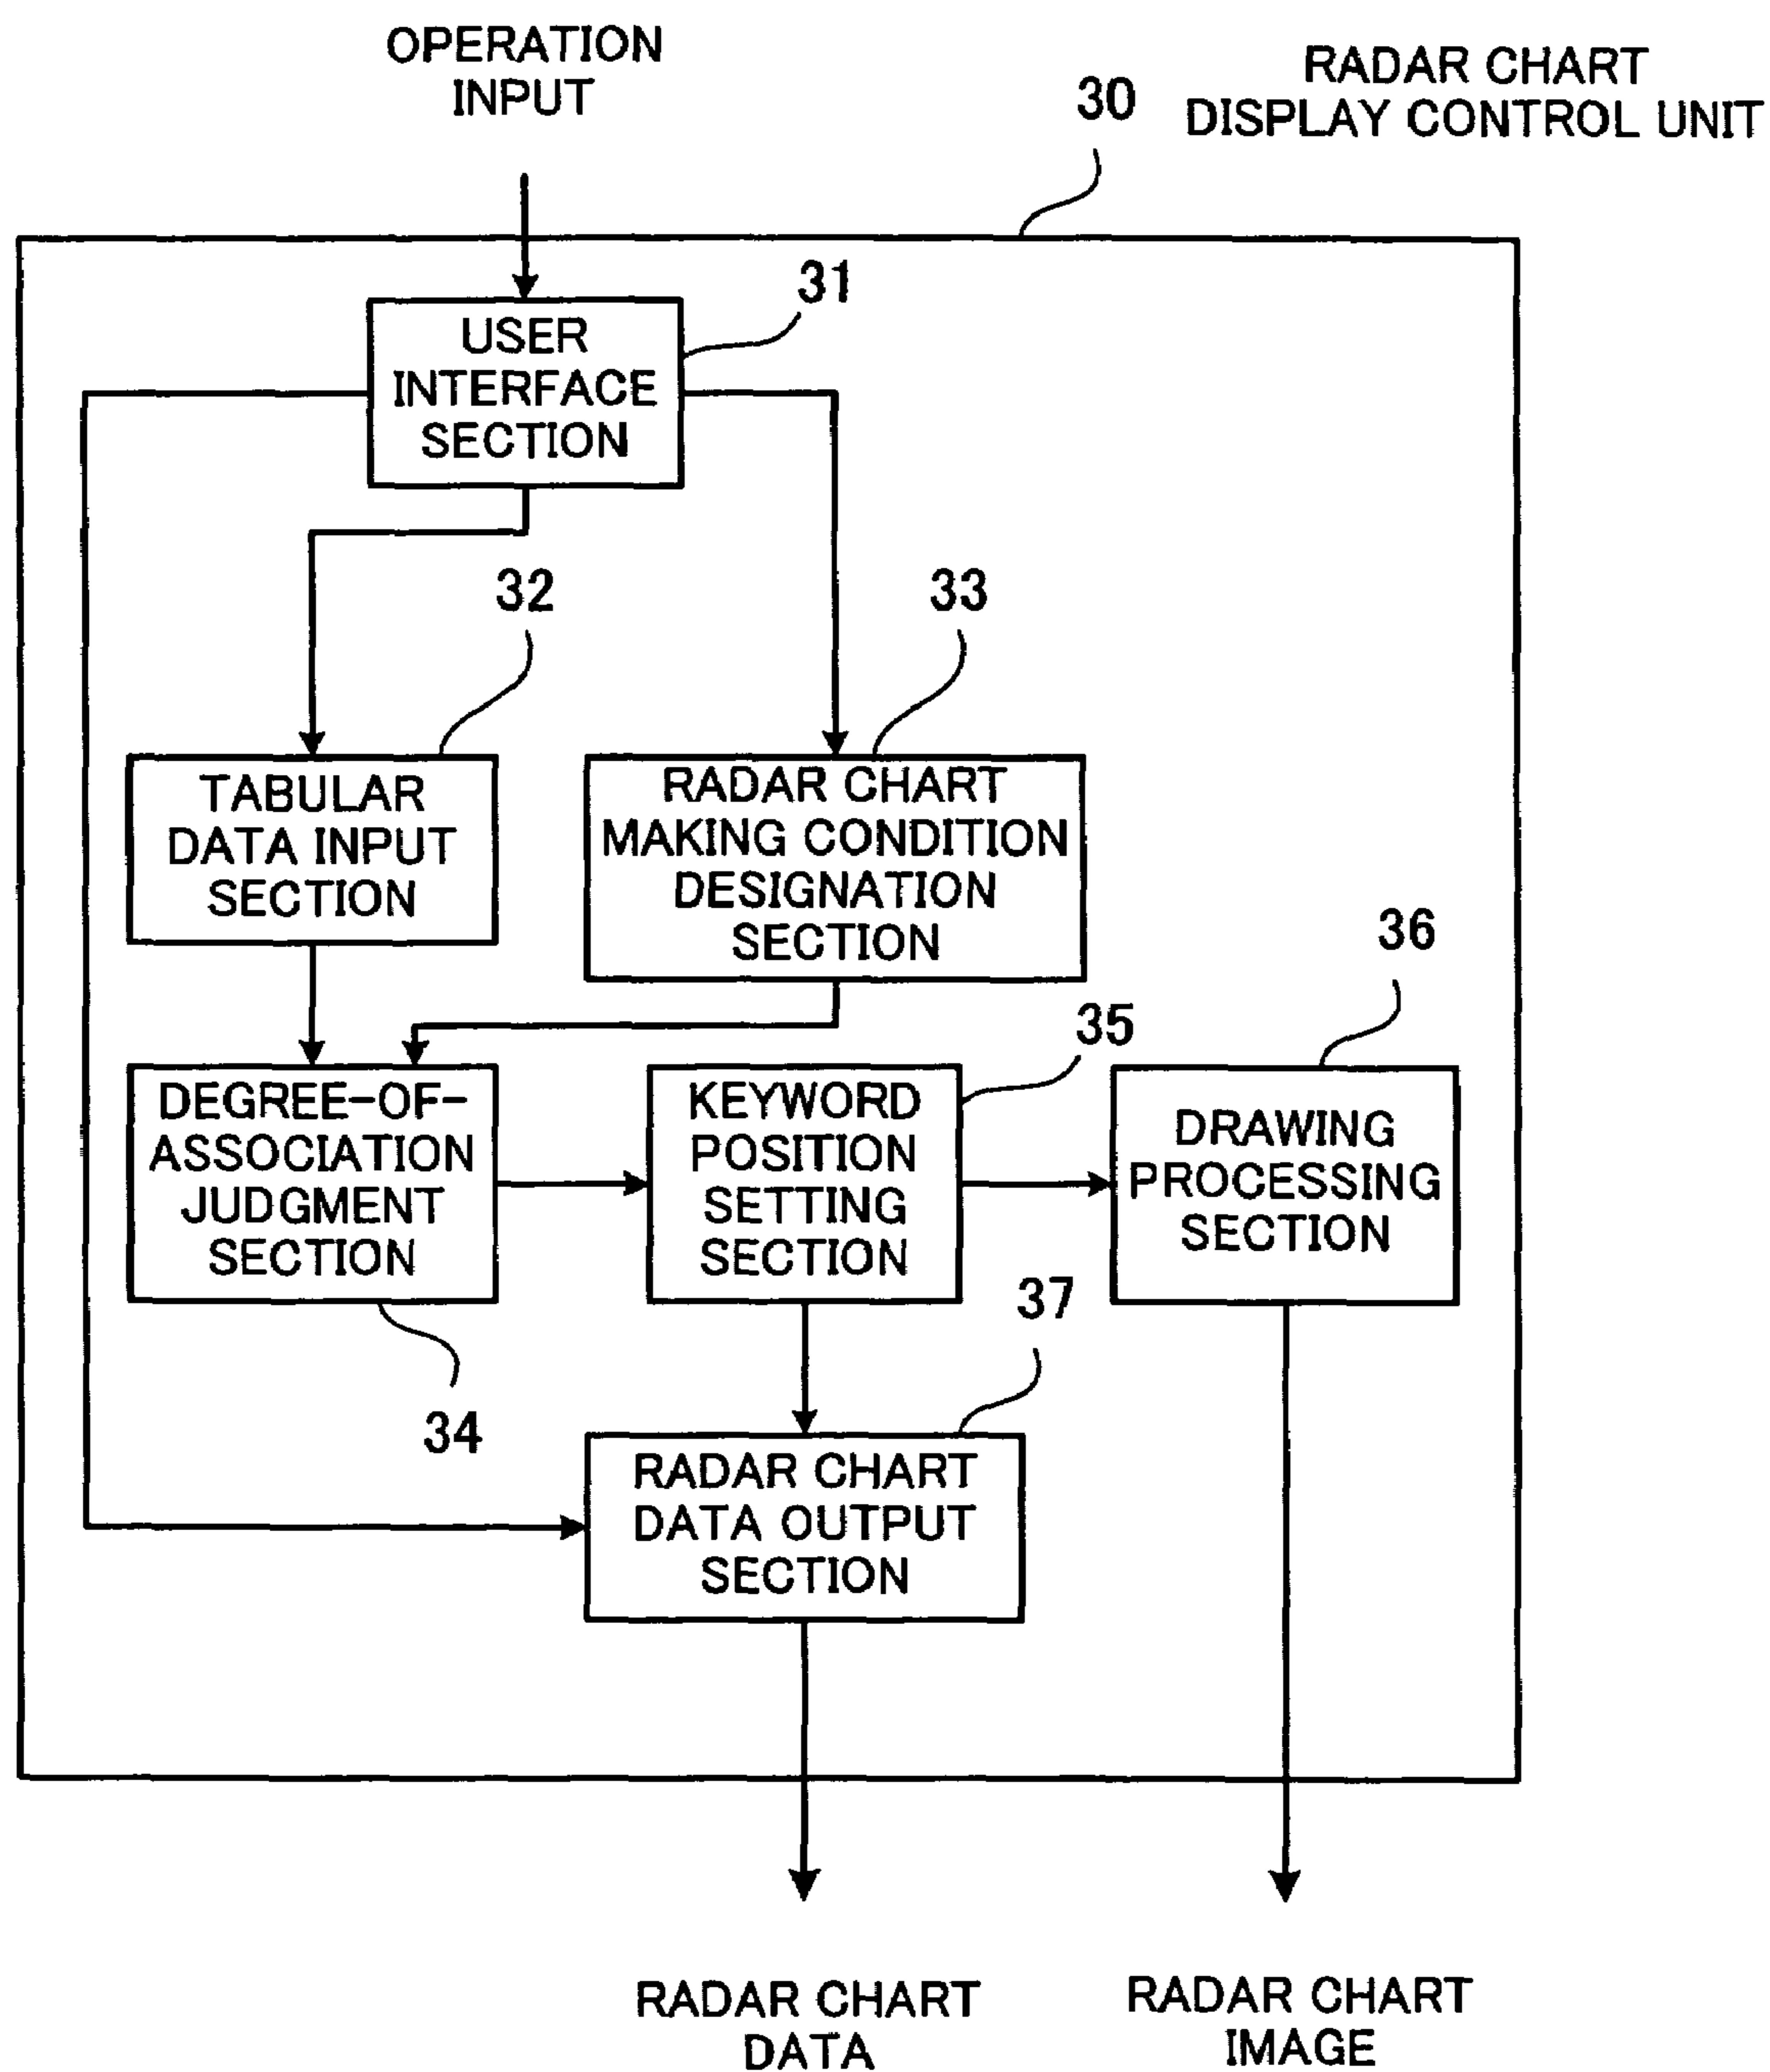 OPERATION
INPUT
30
RADAR CHART
DISPLAY CONTROL UNIT
31
USER
INTERFACE
SECTION
32
33
TABULAR
DATA INPUT
SECTION
RADAR CHART
MAKING CONDITION
DESIGNATION
SECTION
36
35
DEGREE-OF-
ASSOCIATION
JUDGMENT
SECTION
KEYWORD
POSITION
SETTING
SECTION
DRAWING
PROCESSING
SECTION
37
34
RADAR CHART
DATA OUTPUT
SECTION
RADAR CHART
DATA
RADAR CHART
IMAGE